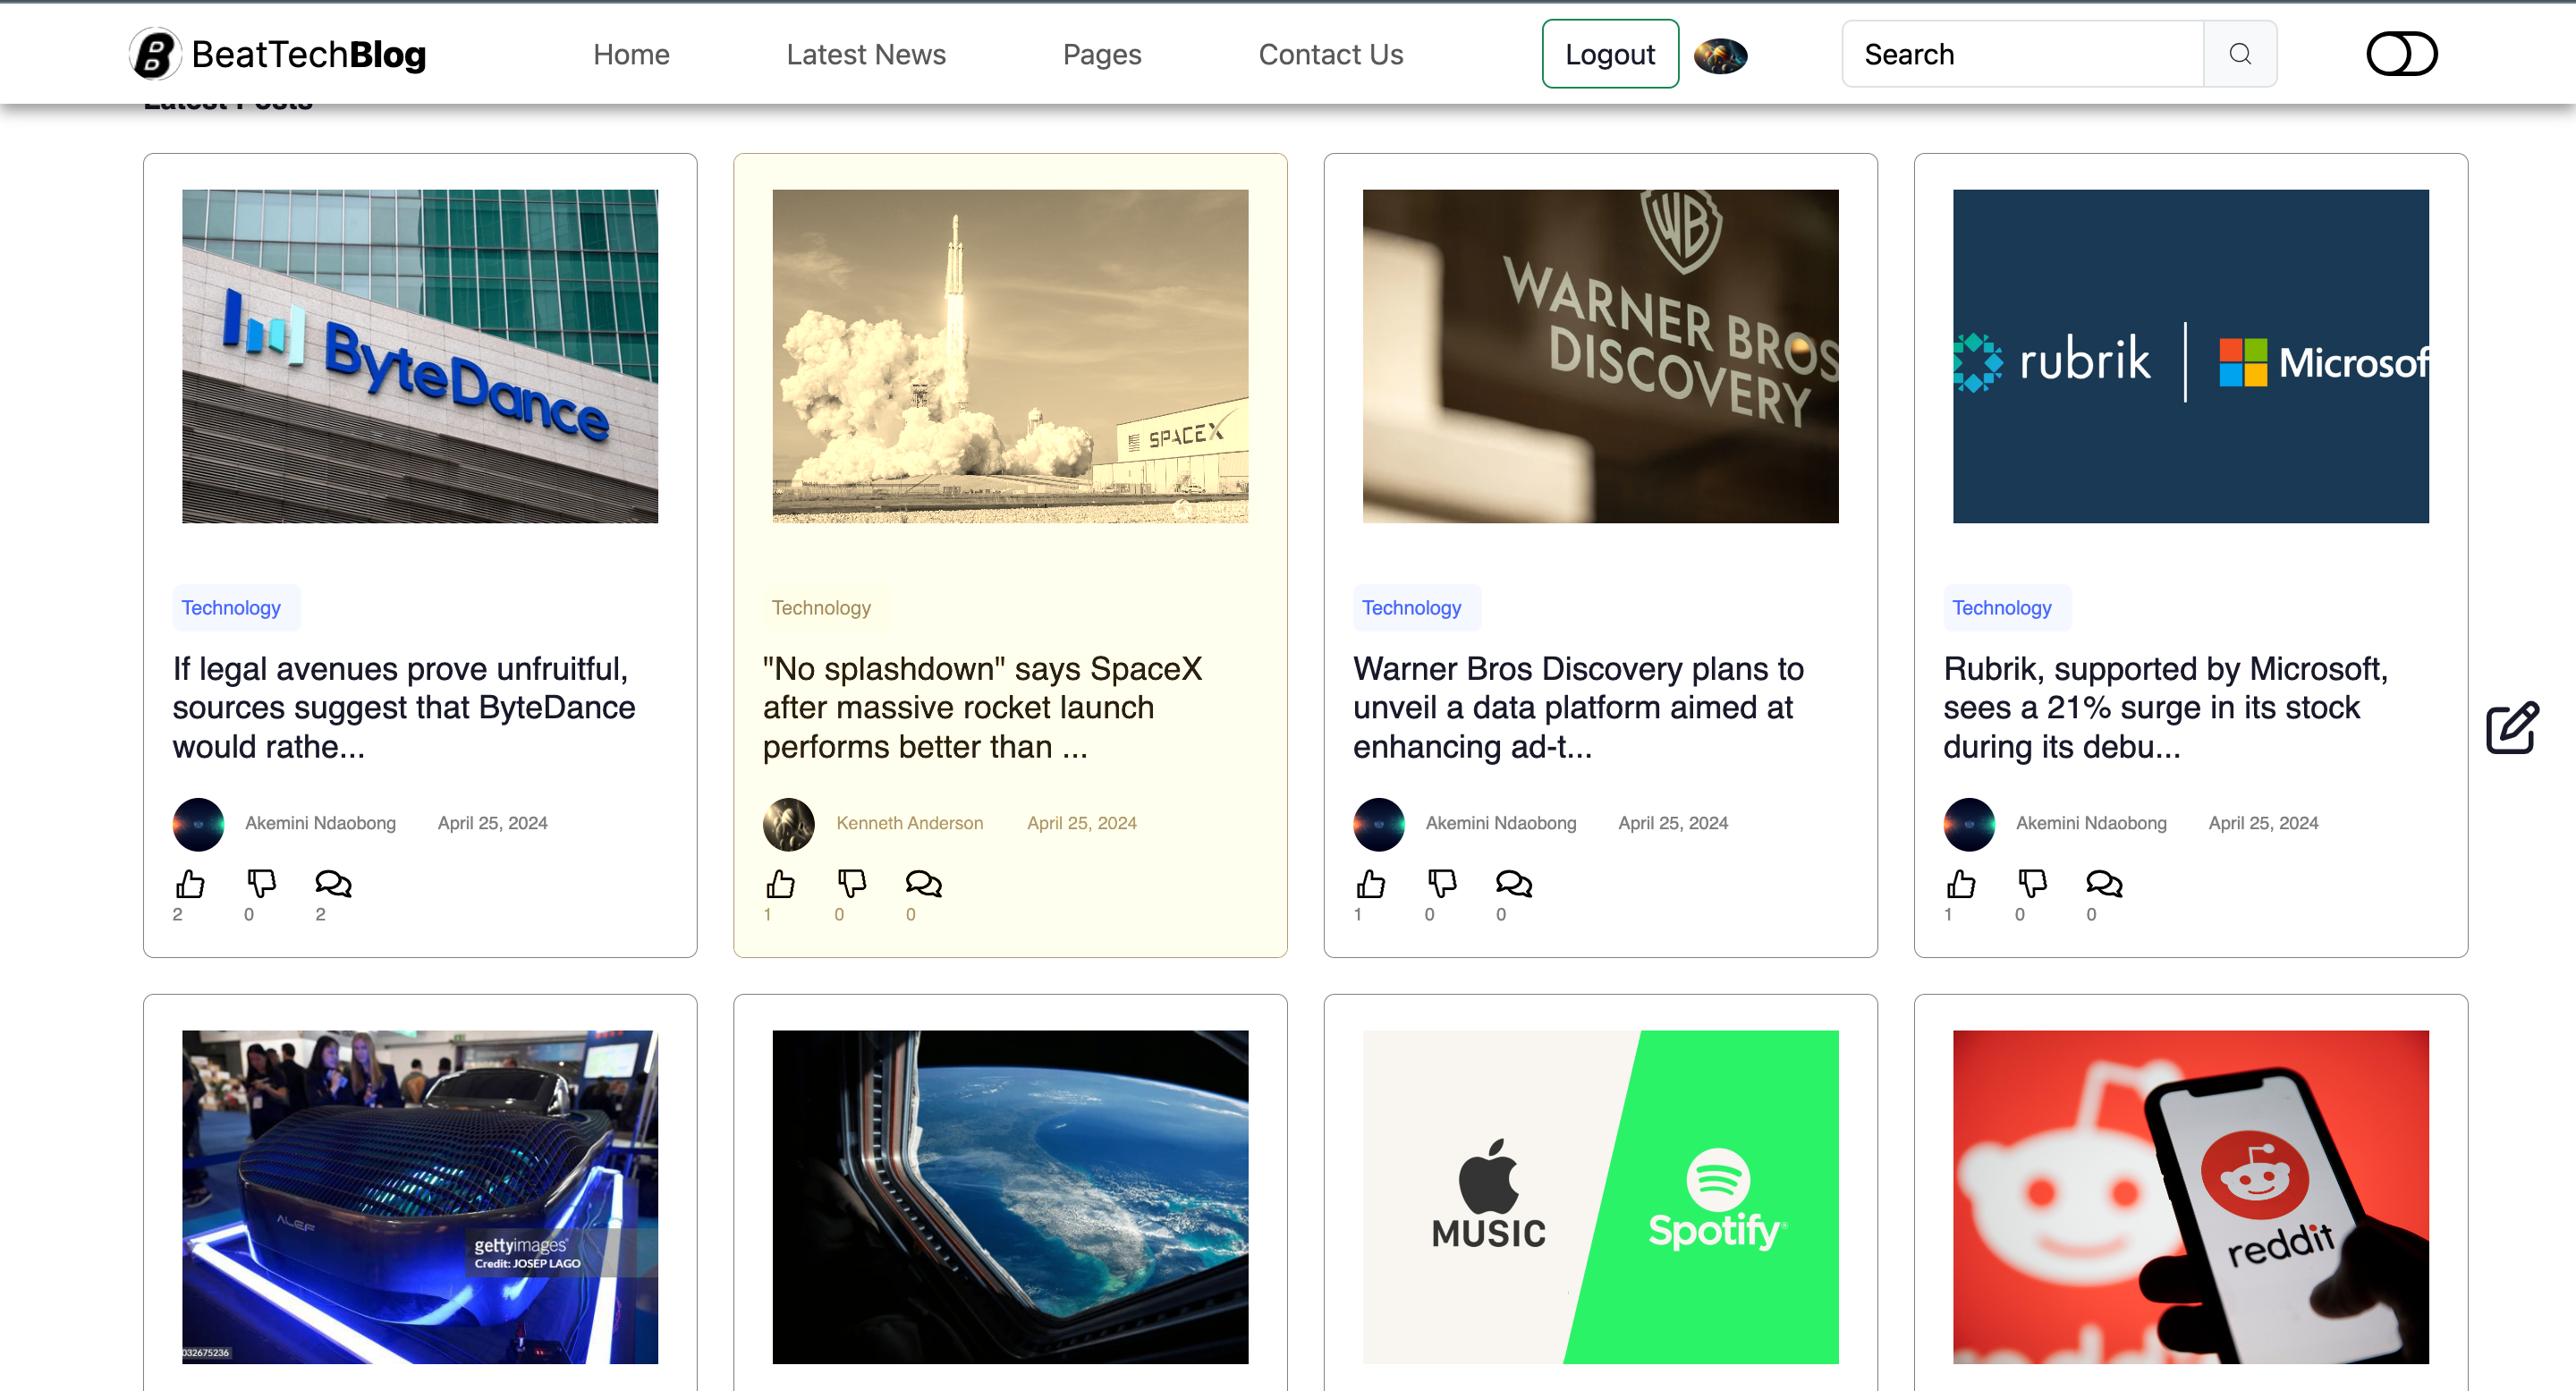 BeatTechBlog
Home
Latest News
Pages
Contact Us
Logout
Search
Latest Posts
ByteDance
SPACEX
WB
WARNER BROS
DISCOVERY
rubrik
Microsof
Technology
Technology
Technology
Technology
If legal avenues prove unfruitful,
sources suggest that ByteDance
would rathe...
"No splashdown" says SpaceX
after massive rocket launch
performs better than ...
Warner Bros Discovery plans to
unveil a data platform aimed at
enhancing ad-t...
Rubrik, supported by Microsoft,
sees a 21% surge in its stock
during its debu...
Akemini Ndaobong April 25, 2024
Kenneth Anderson April 25, 2024
Akemini Ndaobong April 25, 2024
Akemini Ndaobong April 25, 2024
2 0 2
1 0 0
1 0 0
1 0 0
ALEF
gettyimages®
Credit: JOSEP LAGO
032675236
MUSIC
Spotify®
reddit